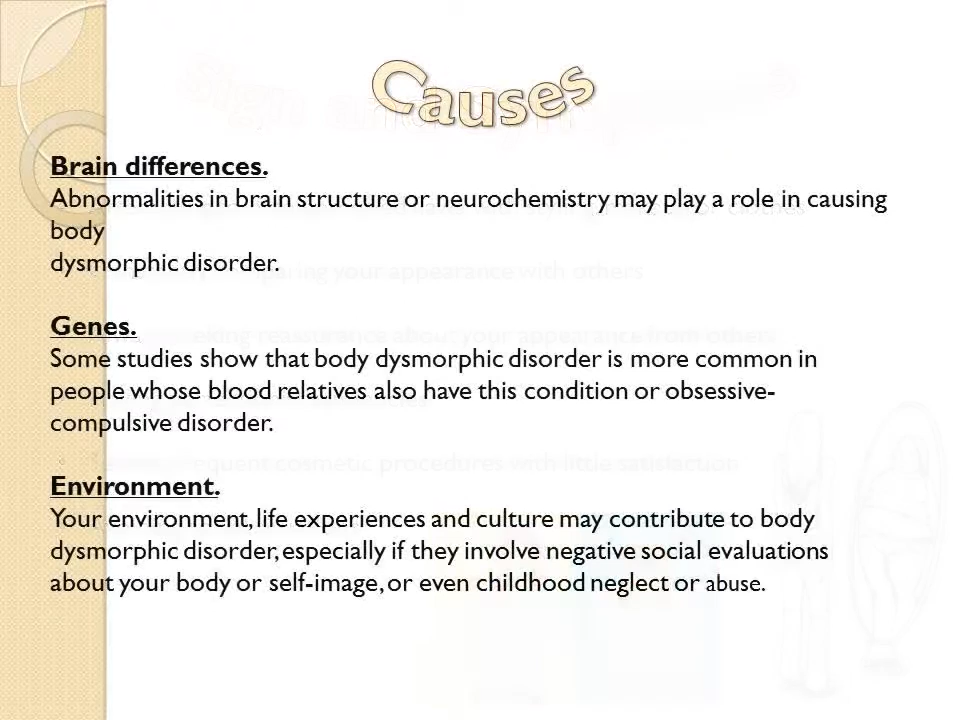 Causes
Brain differences.
Abnormalities in brain structure or neurochemistry may play a role in causing
body
dysmorphic disorder.
Genes.
Some studies show that body dysmorphic disorder is more common in
people whose blood relatives also have this condition or obsessive-
compulsive disorder.
Environment.
Your environment, life experiences and culture may contribute to body
dysmorphic disorder, especially if they involve negative social evaluations
about your body or self-image, or even childhood neglect or abuse.